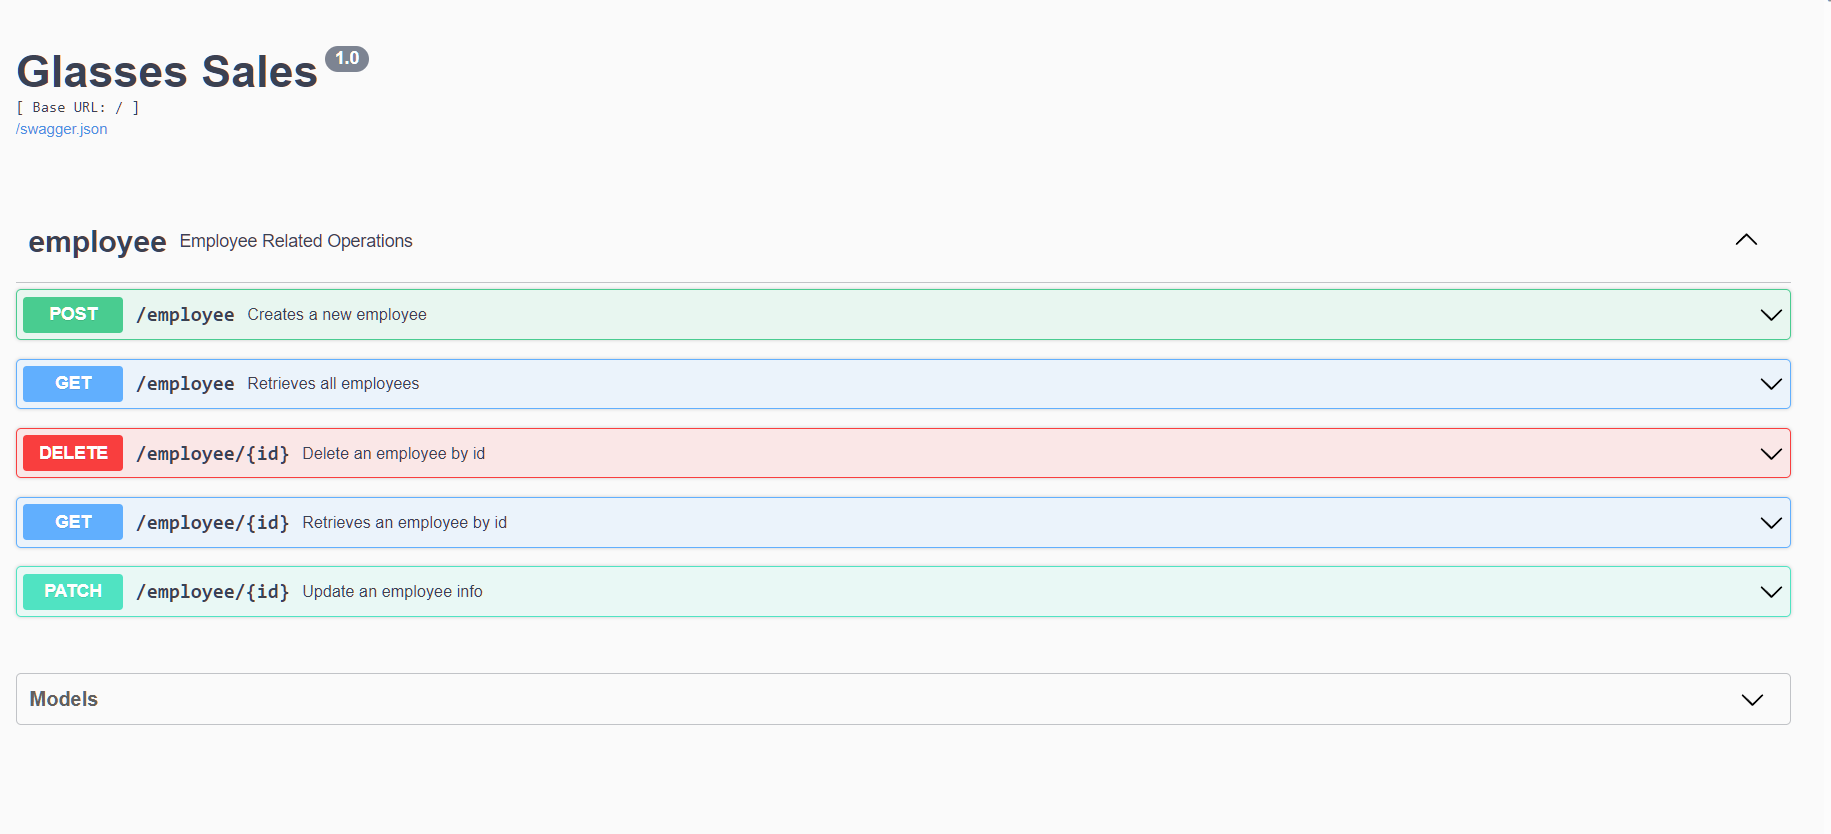 Glasses Sales 1.0
[ Base URL: / ]
/swagger.json
employee Employee Related Operations
POST /employee Creates a new employee
GET /employee Retrieves all employees
DELETE /employee/{id} Delete an employee by id
GET /employee/{id} Retrieves an employee by id
PATCH /employee/{id} Update an employee info
Models